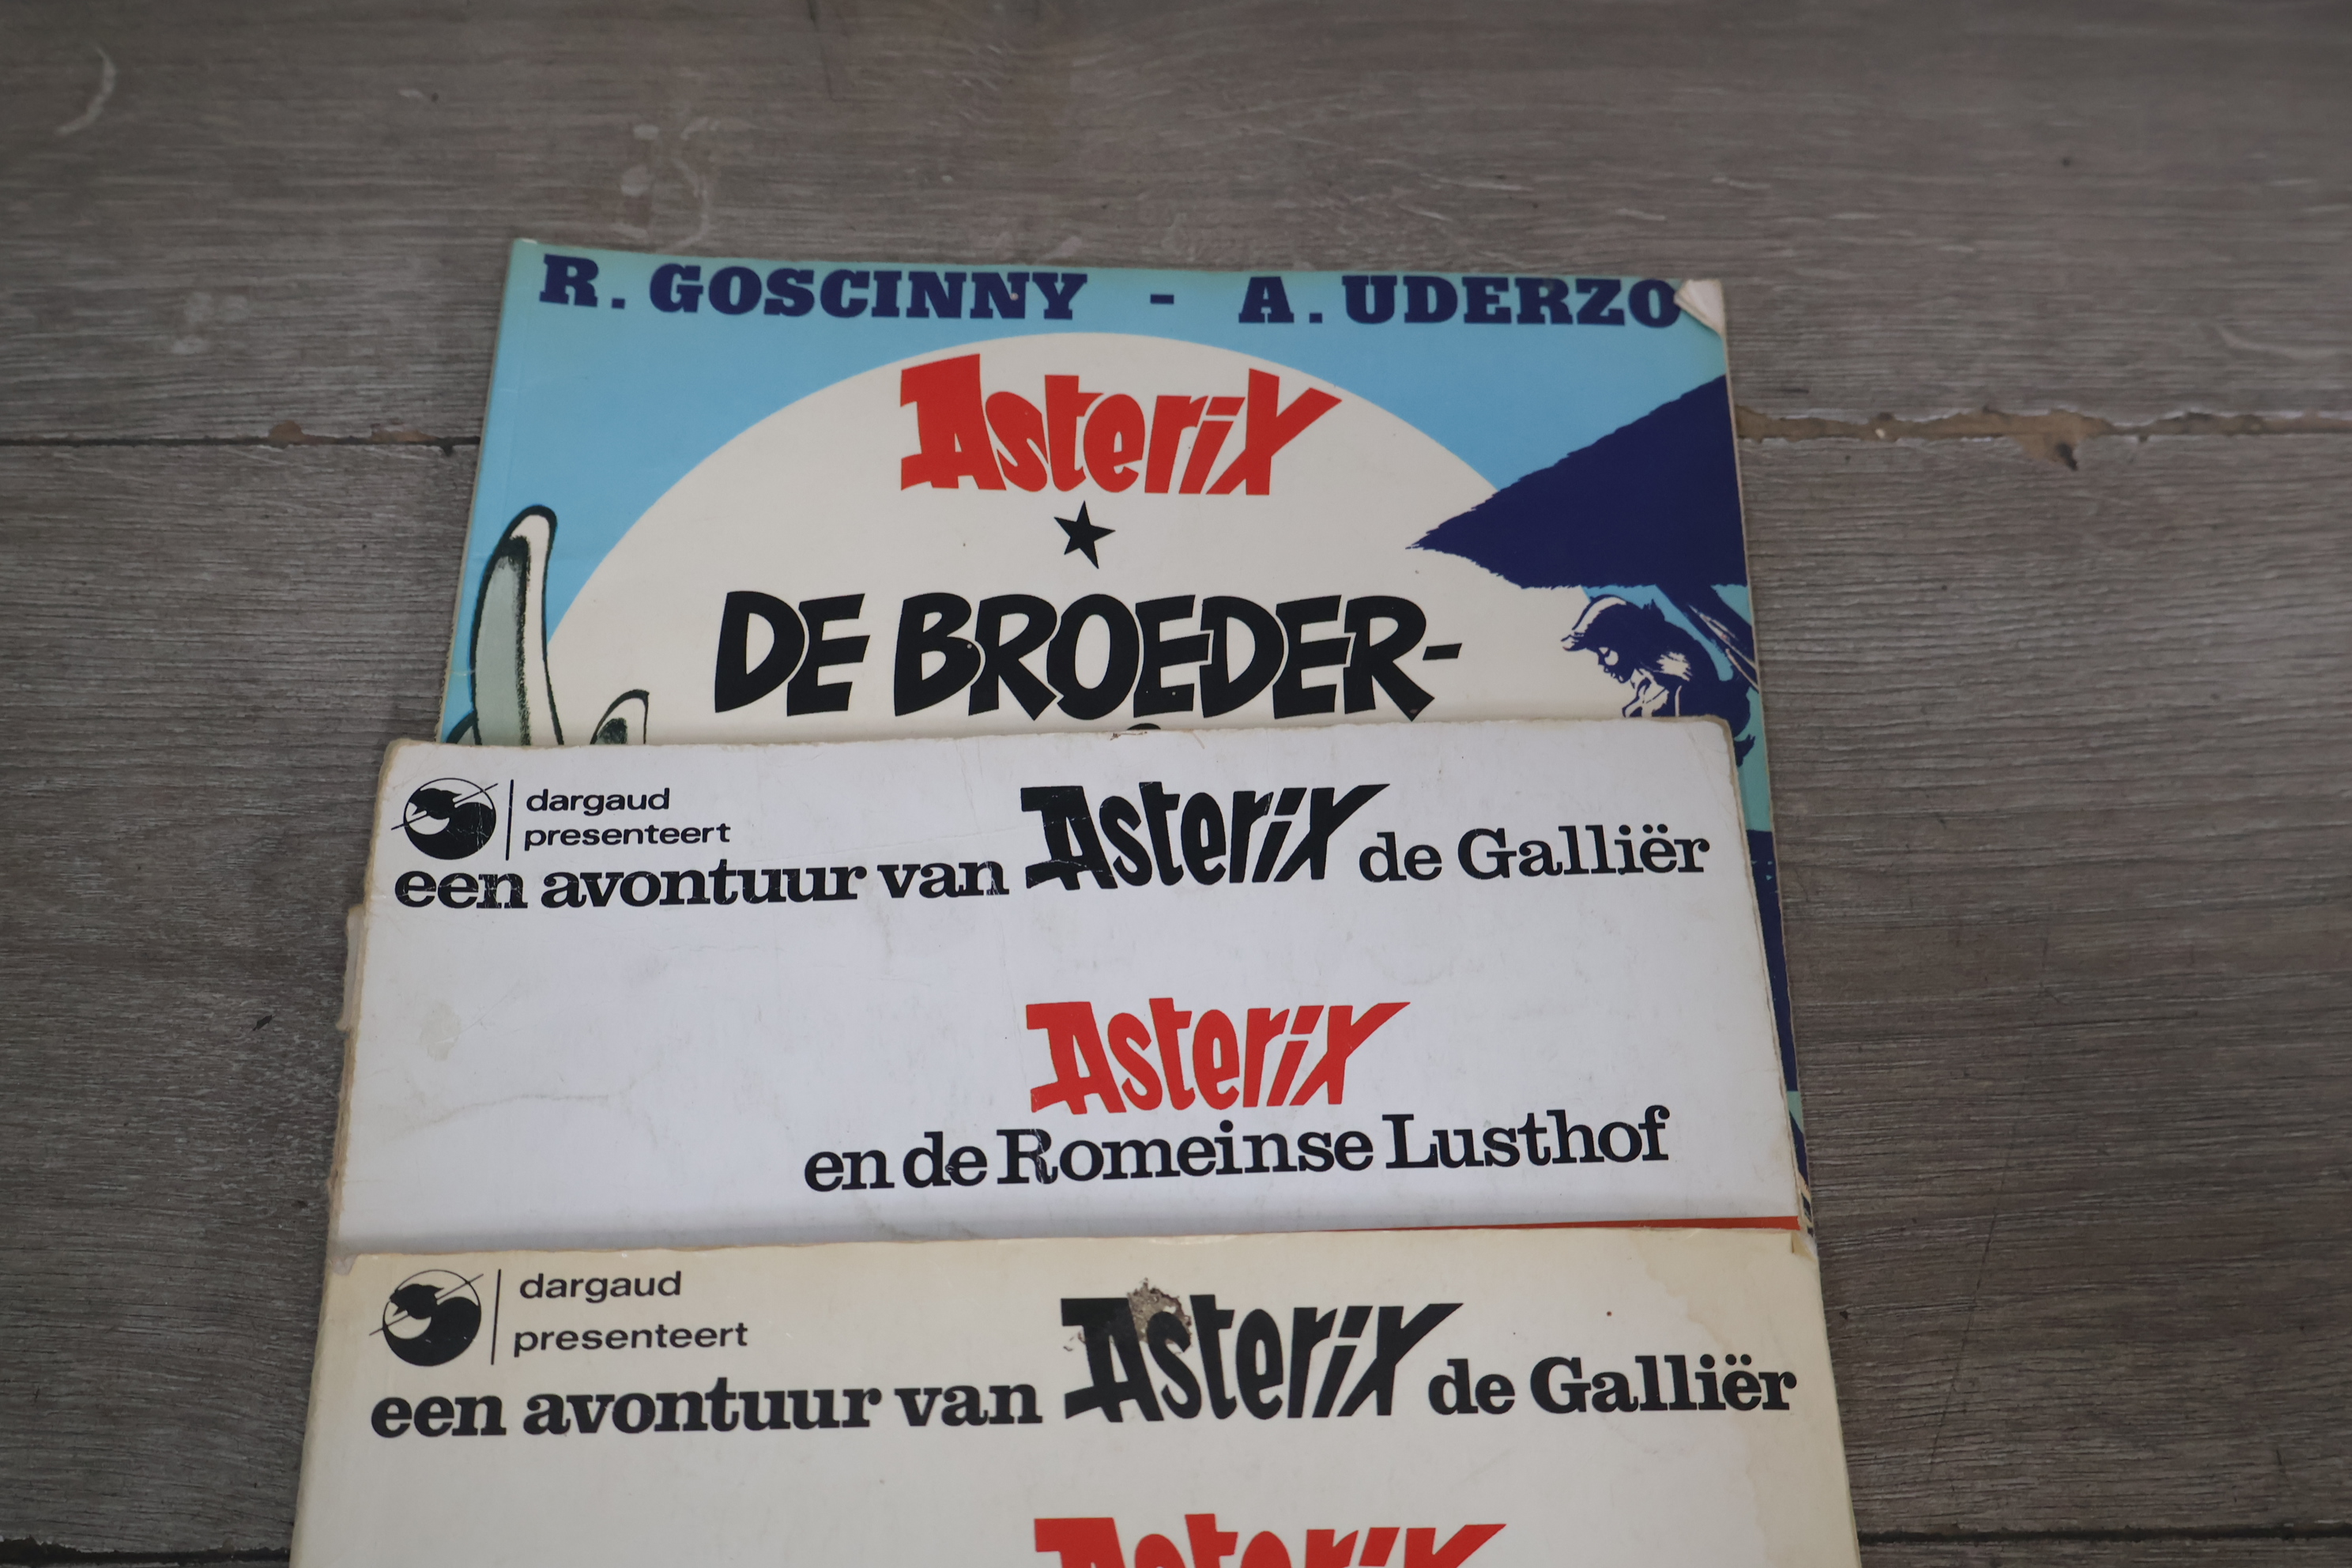 R. GOSCINNY - A. UDERZO
Asterix
DE BROEDER-
dargaud
presenteert
een avontuur van Asterix de Galliër
Asterix
en de Romeinse Lusthof
dargaud
presenteert
een avontuur van Asterix de Galliër
Asterix